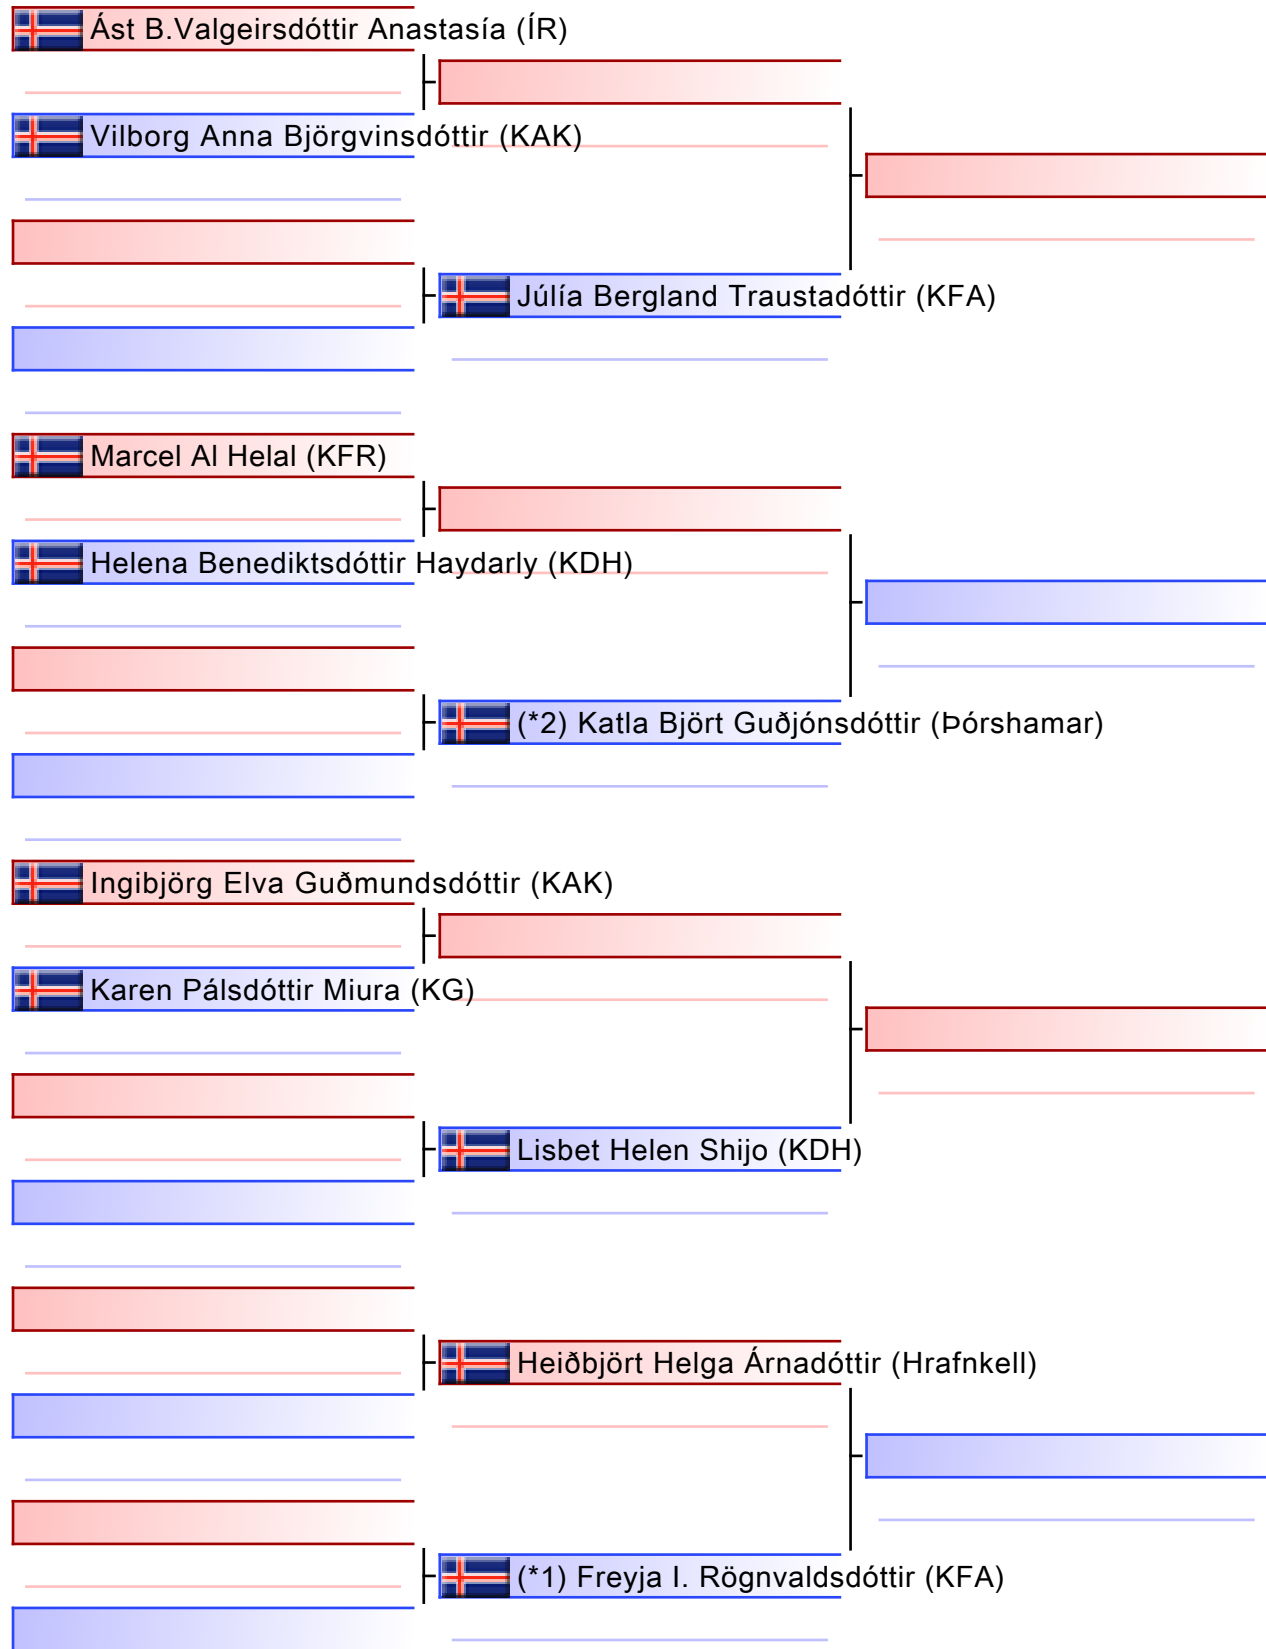 Ást B.Valgeirsdóttir Anastasía (ÍR)
Vilborg Anna Björgvinsdóttir (KAK)
Júlía Bergland Traustadóttir (KFA)
Marcel Al Helal (KFR)
Helena Benediktsdóttir Haydarly (KDH)
(*2) Katla Björt Guðjónsdóttir (Þórshamar)
Ingibjörg Elva Guðmundsdóttir (KAK)
Karen Pálsdóttir Miura (KG)
Lisbet Helen Shijo (KDH)
Heiðbjört Helga Árnadóttir (Hrafnkell)
(*1) Freyja I. Rögnvaldsdóttir (KFA)